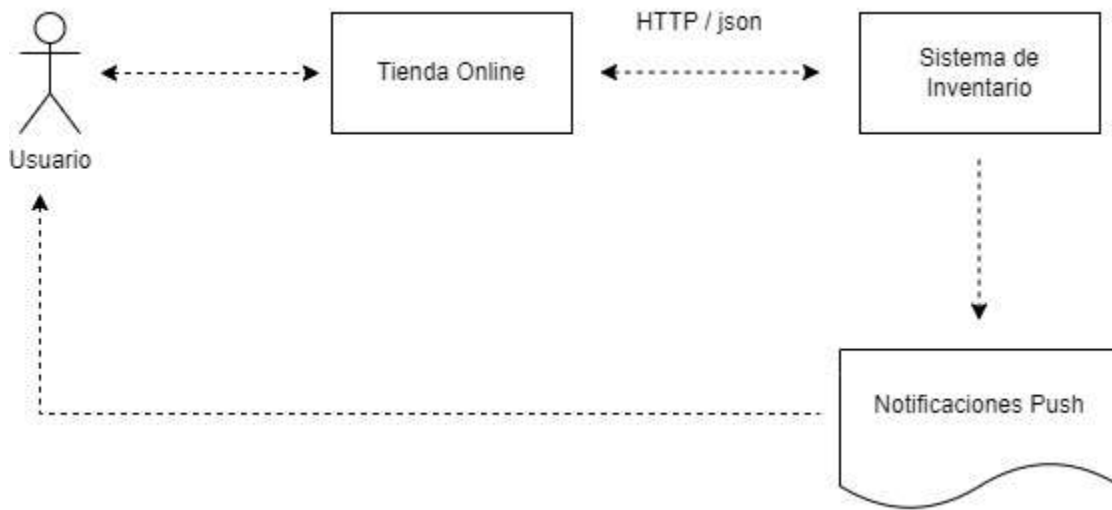 HTTP / json
Tienda Online
Sistema de
Inventario
Usuario
Notificaciones Push